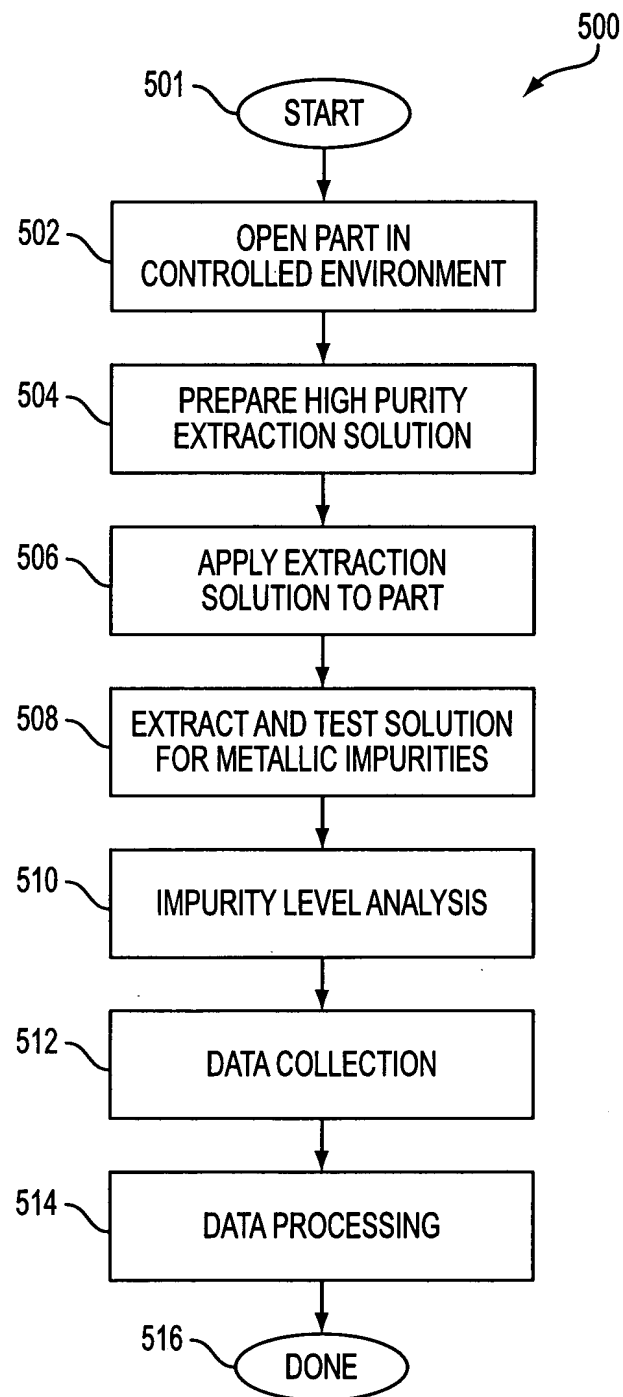 500
501
START
502
OPEN PART IN
CONTROLLED ENVIRONMENT
504
PREPARE HIGH PURITY
EXTRACTION SOLUTION
506
APPLY EXTRACTION
SOLUTION TO PART
508
EXTRACT AND TEST SOLUTION
FOR METALLIC IMPURITIES
510
IMPURITY LEVEL ANALYSIS
512
DATA COLLECTION
514
DATA PROCESSING
516
DONE